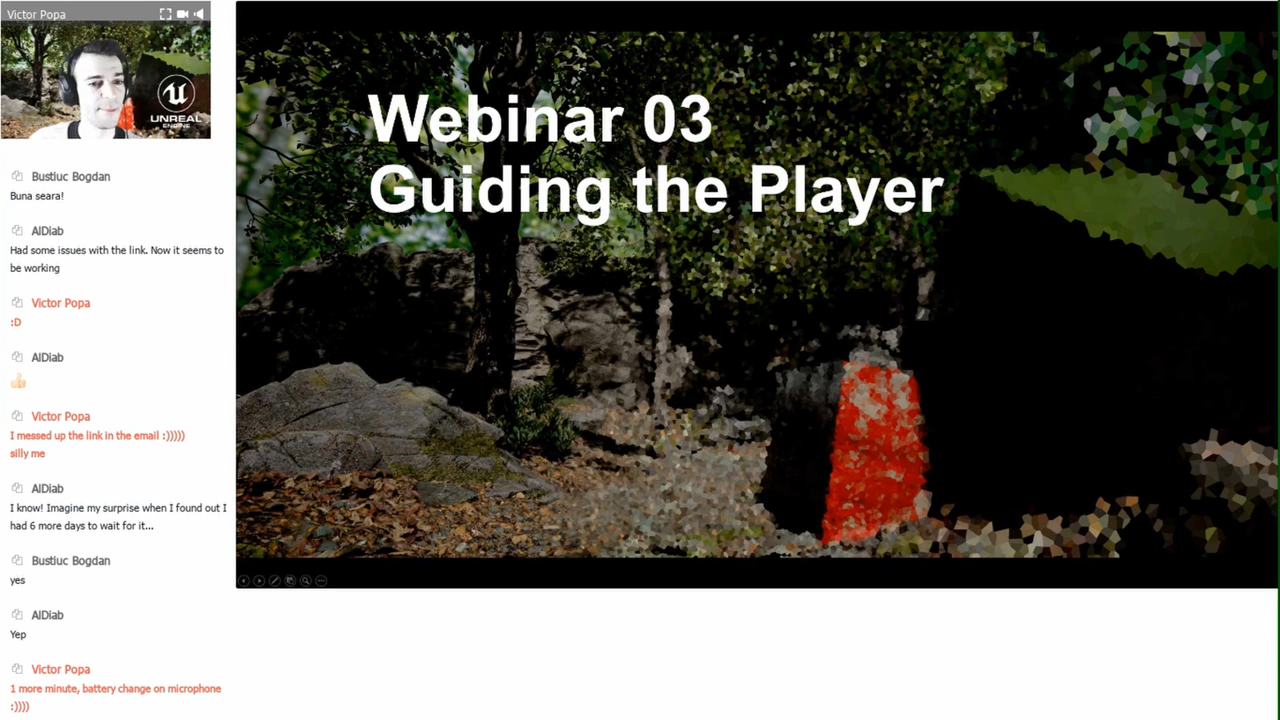 Victor Popa
UNREAL
ENGINE
Bustiuc Bogdan
Buna seara!
AlDiab
Had some issues with the link. Now it seems to
be working
Victor Popa
:D
AlDiab
Victor Popa
I messed up the link in the email :)))))
silly me
AlDiab
I know! Imagine my surprise when I found out I
had 6 more days to wait for it...
Bustiuc Bogdan
yes
AlDiab
Yep
Victor Popa
1 more minute, battery change on microphone
:))))
Webinar 03
Guiding the Player